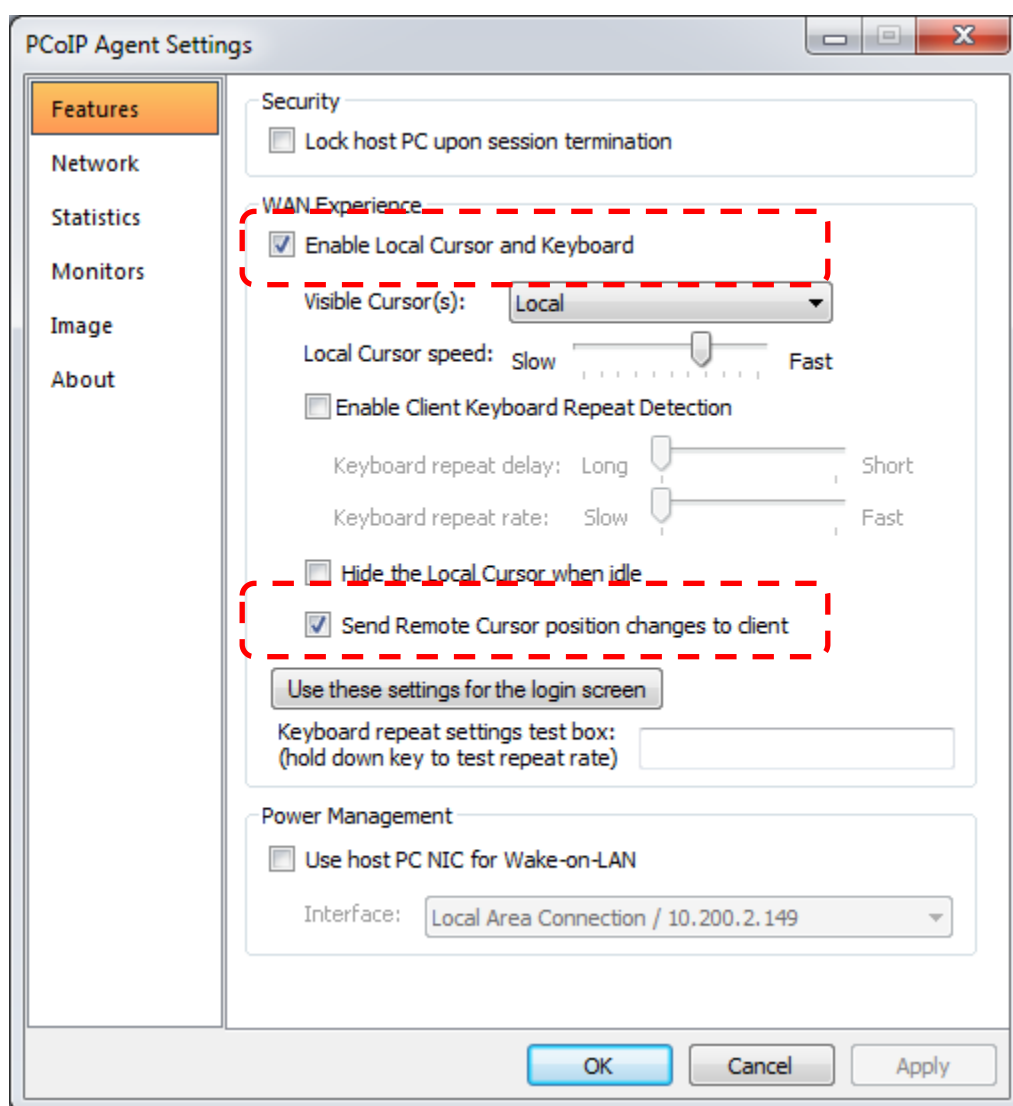 PCoIP Agent Settings
Features
Network
Statistics
Monitors
Image
About
Security
Lock host PC upon session termination
WAN Experience
Enable Local Cursor and Keyboard
Visible Cursor(s): Local
Local Cursor speed: Slow Fast
Enable Client Keyboard Repeat Detection
Keyboard repeat delay: Long Short
Keyboard repeat rate: Slow Fast
Hide the Local Cursor when idle
Send Remote Cursor position changes to client
Use these settings for the login screen
Keyboard repeat settings test box:
(hold down key to test repeat rate)
Power Management
Use host PC NIC for Wake-on-LAN
Interface: Local Area Connection / 10.200.2.149
OK Cancel Apply